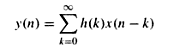 y(n) = ∑_{k=0}^{∞} h(k)x(n − k)